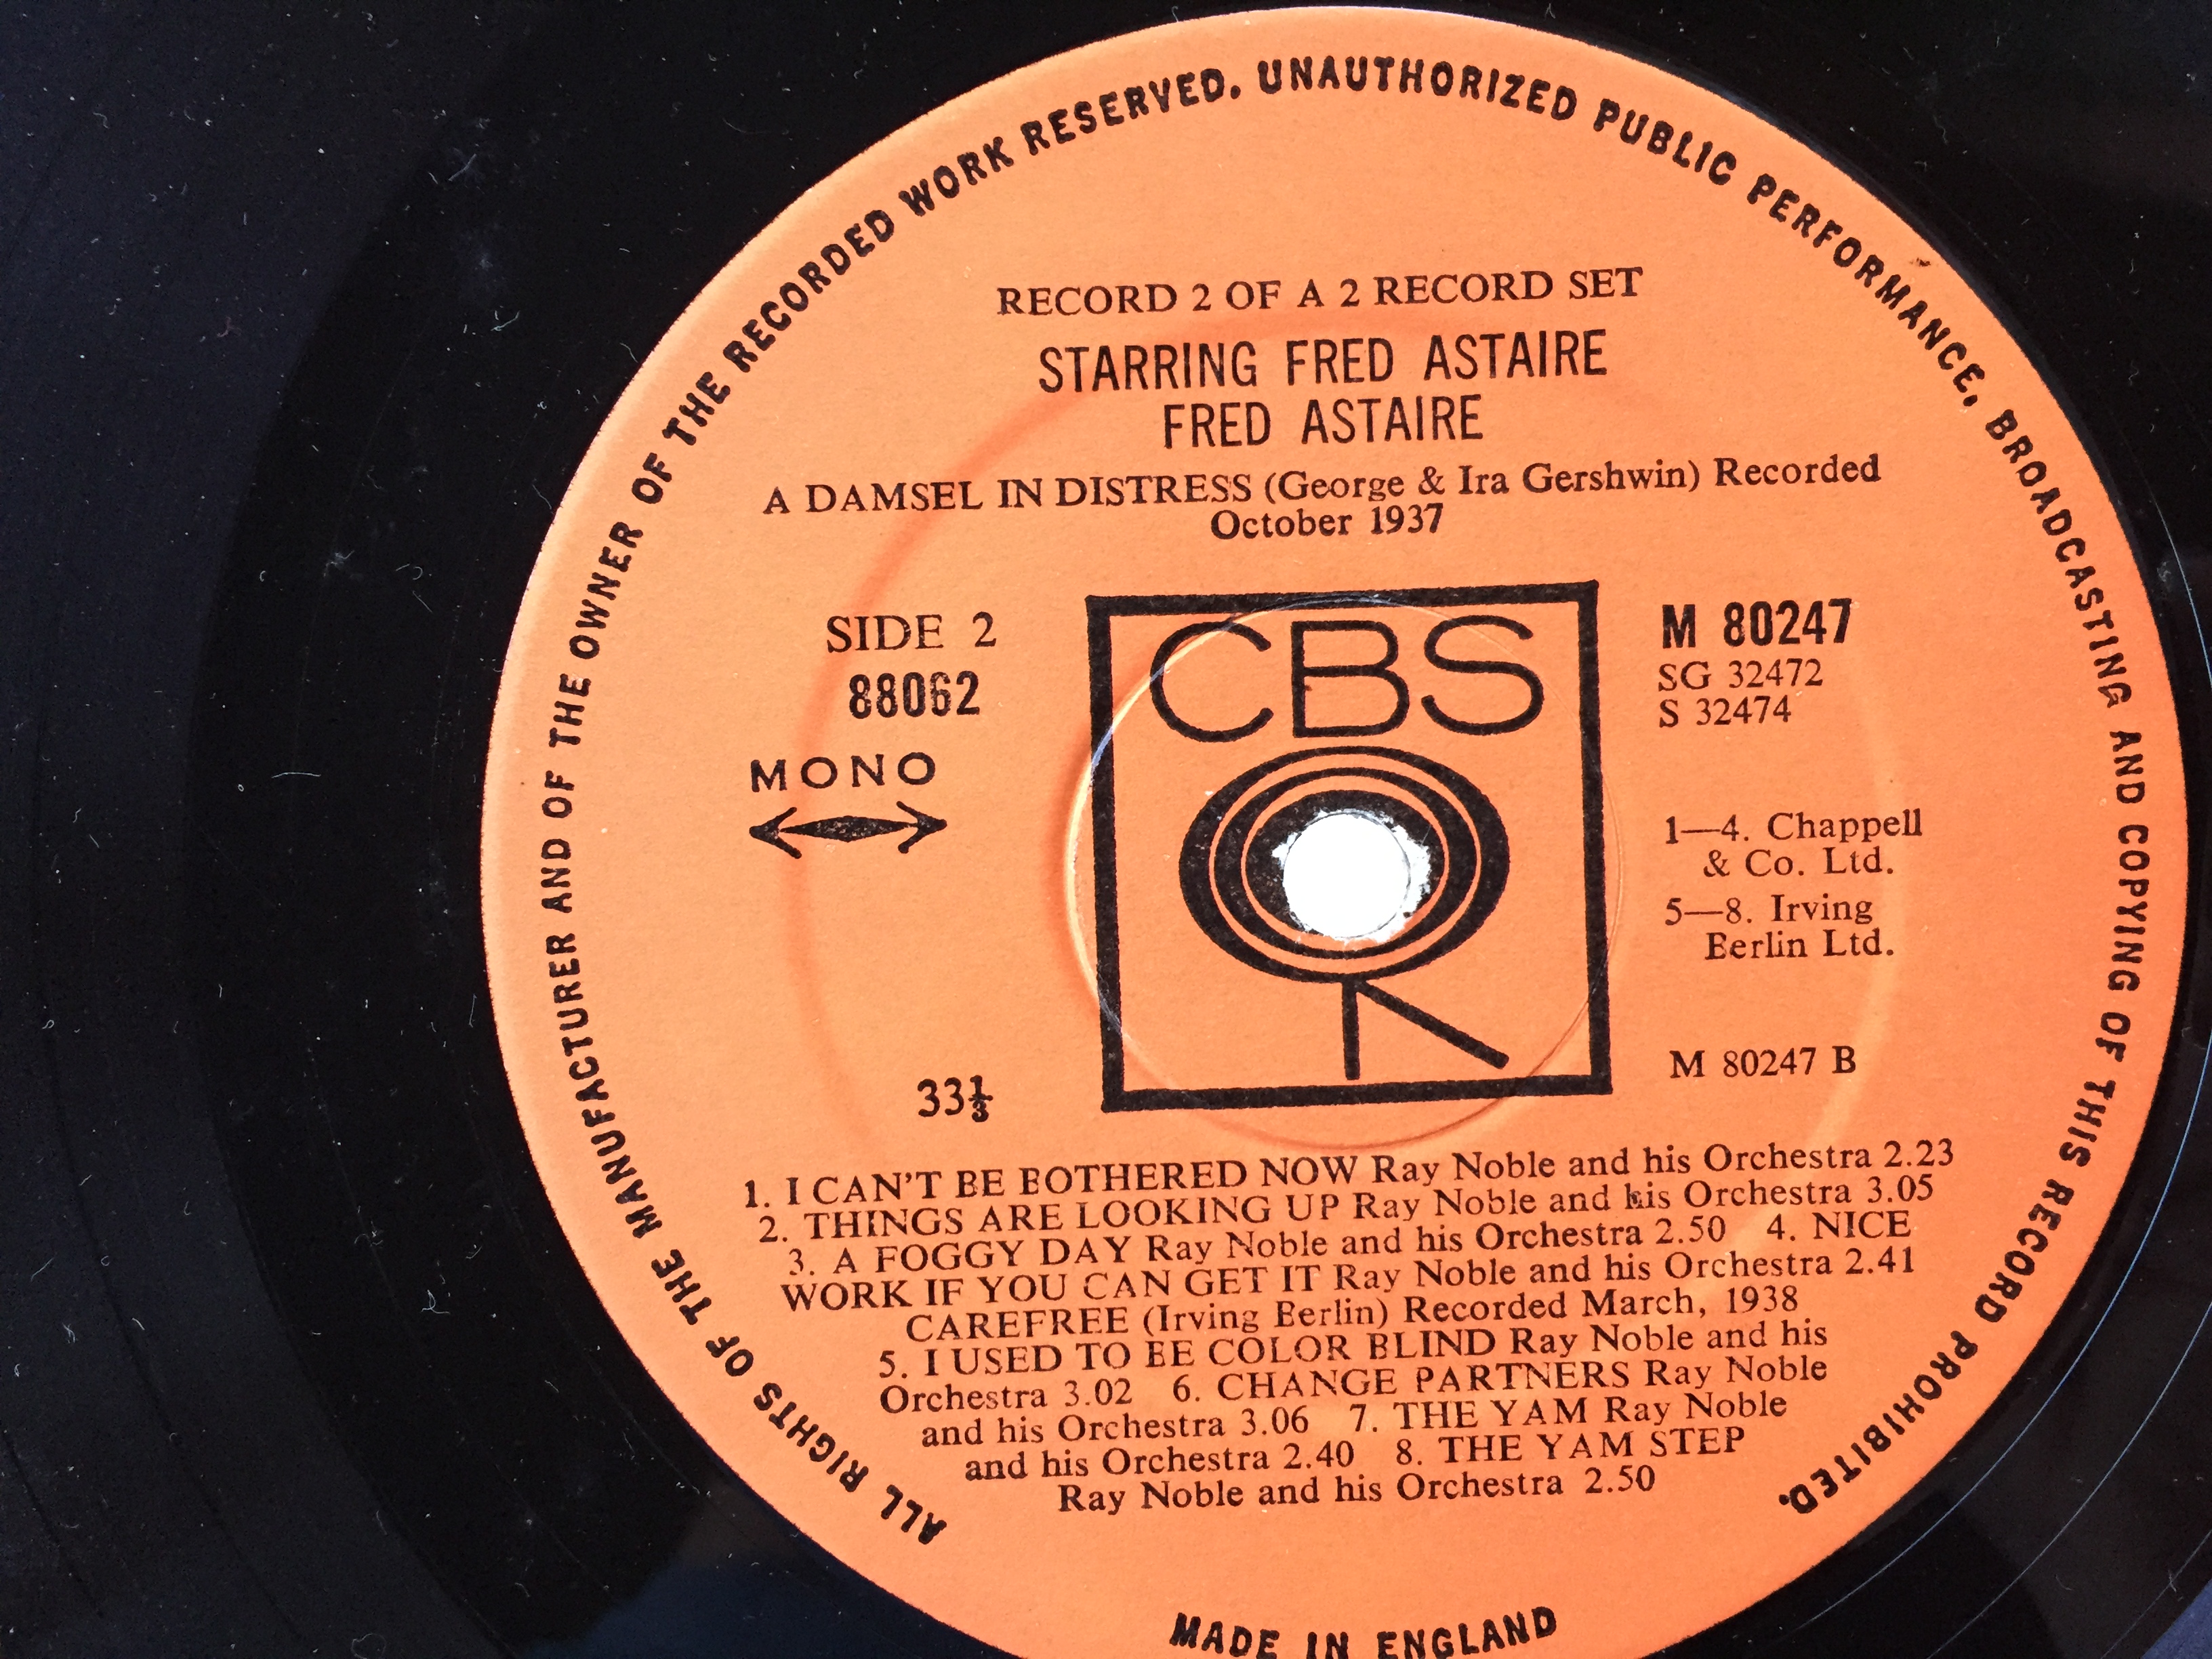 ALL RIGHTS OF THE MANUFACTURER AND OF THE OWNER OF THE RECORDED WORK RESERVED. UNAUTHORIZED PUBLIC PERFORMANCE, BROADCASTING AND COPYING OF THIS RECORD PROHIBITED.
RECORD 2 OF A 2 RECORD SET
STARRING FRED ASTAIRE
FRED ASTAIRE
A DAMSEL IN DISTRESS (George & Ira Gershwin) Recorded
October 1937
SIDE 2
88062
MONO
33⅓
CBS
M 80247
SG 32472
S 32474
1—4. Chappell
& Co. Ltd.
5—8. Irving
Berlin Ltd.
M 80247 B
1. I CAN'T BE BOTHERED NOW Ray Noble and his Orchestra 2.23
2. THINGS ARE LOOKING UP Ray Noble and his Orchestra 3.05
3. A FOGGY DAY Ray Noble and his Orchestra 2.50 4. NICE
WORK IF YOU CAN GET IT Ray Noble and his Orchestra 2.41
CAREFREE (Irving Berlin) Recorded March, 1938
5. I USED TO BE COLOR BLIND Ray Noble and his
Orchestra 3.02 6. CHANGE PARTNERS Ray Noble
and his Orchestra 3.06 7. THE YAM Ray Noble
and his Orchestra 2.40 8. THE YAM STEP
Ray Noble and his Orchestra 2.50
MADE IN ENGLAND